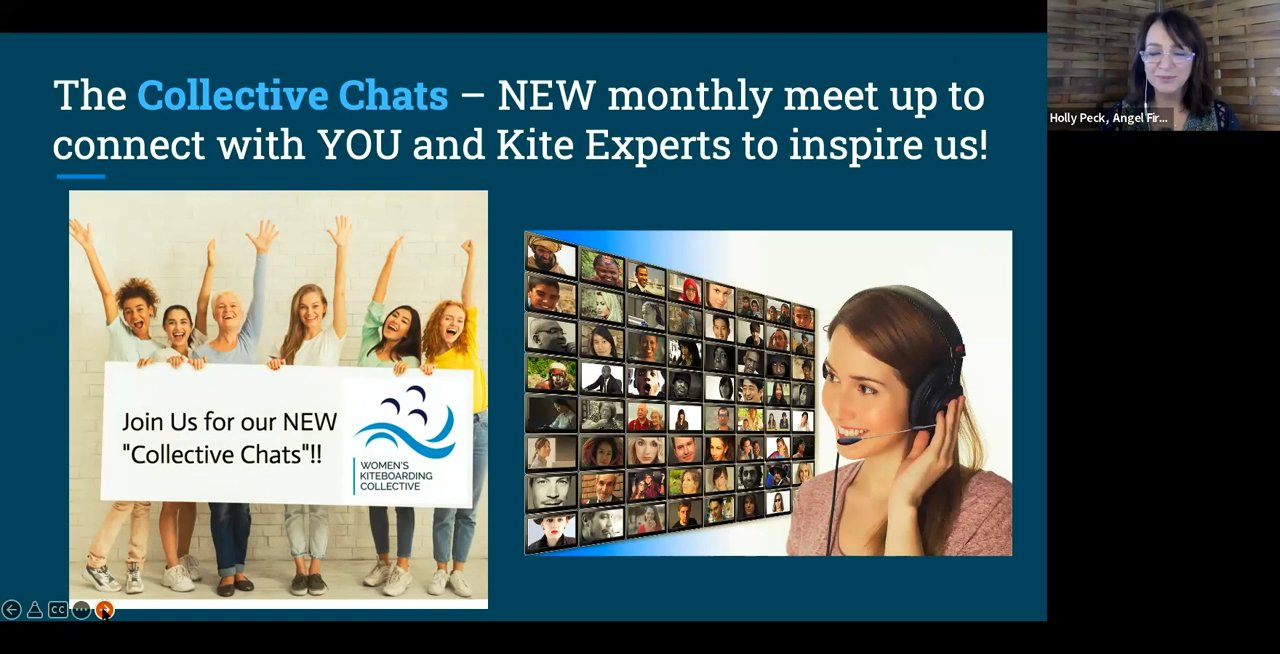 The Collective Chats – NEW monthly meet up to
connect with YOU and Kite Experts to inspire us!
Join Us for our NEW
"Collective Chats"!!
WOMEN'S
KITEBOARDING
COLLECTIVE
Holly Peck, Angel Fir...
CC